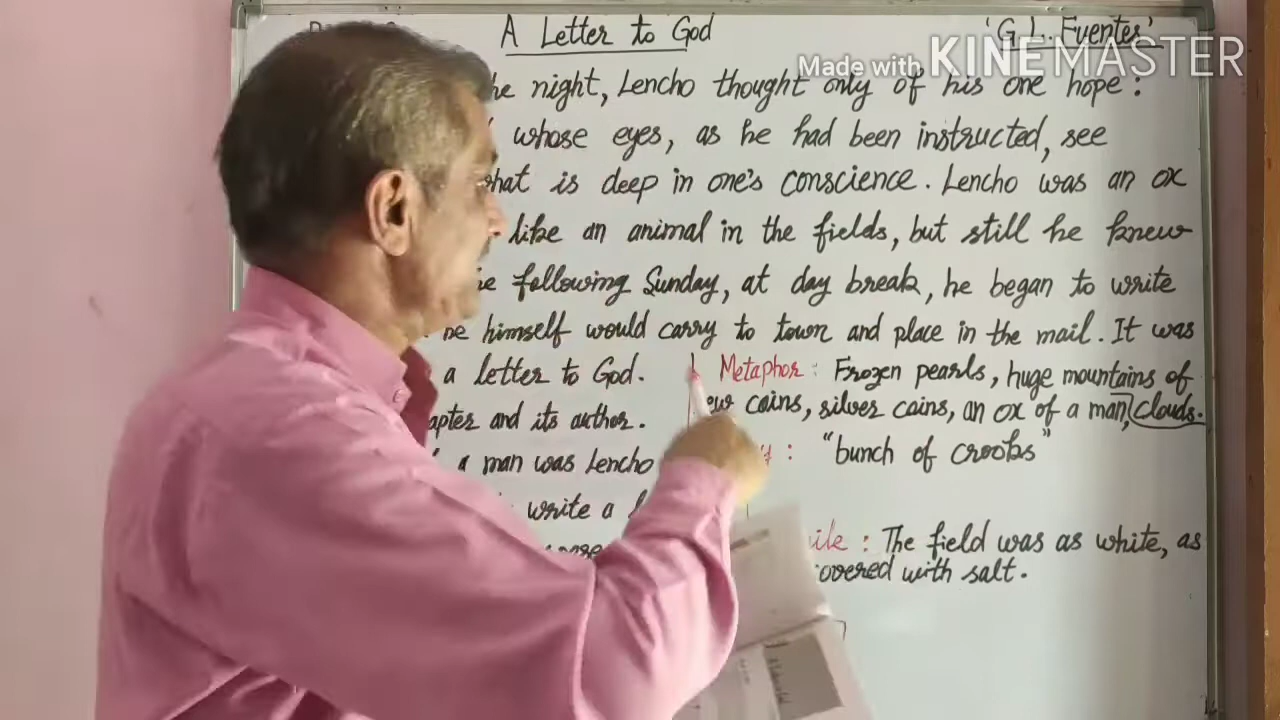 A Letter to God 'G.L. Fuentes'
Made with KINEMASTER
the night, Lencho thought only of his one hope:
whose eyes, as he had been instructed, see
what is deep in one's conscience. Lencho was an ox
like an animal in the fields, but still he knew
following Sunday, at day break, he began to write
he himself would carry to town and place in the mail. It was
a letter to God.
Metaphor: Frozen pearls, huge mountains of
cains, silver cains, an ox of a man, clouds.
and its author.
a man was Lencho
: "bunch of crooks"
write a
: The field was as white, as
covered with salt.